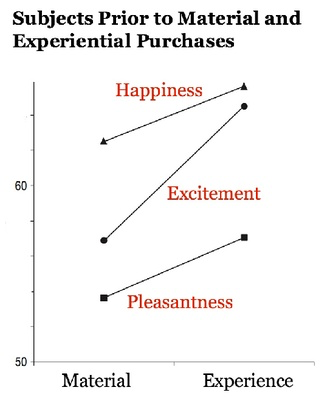 Subjects Prior to Material and
Experiential Purchases
Happiness
60
Excitement
Pleasantness
50
Material Experience